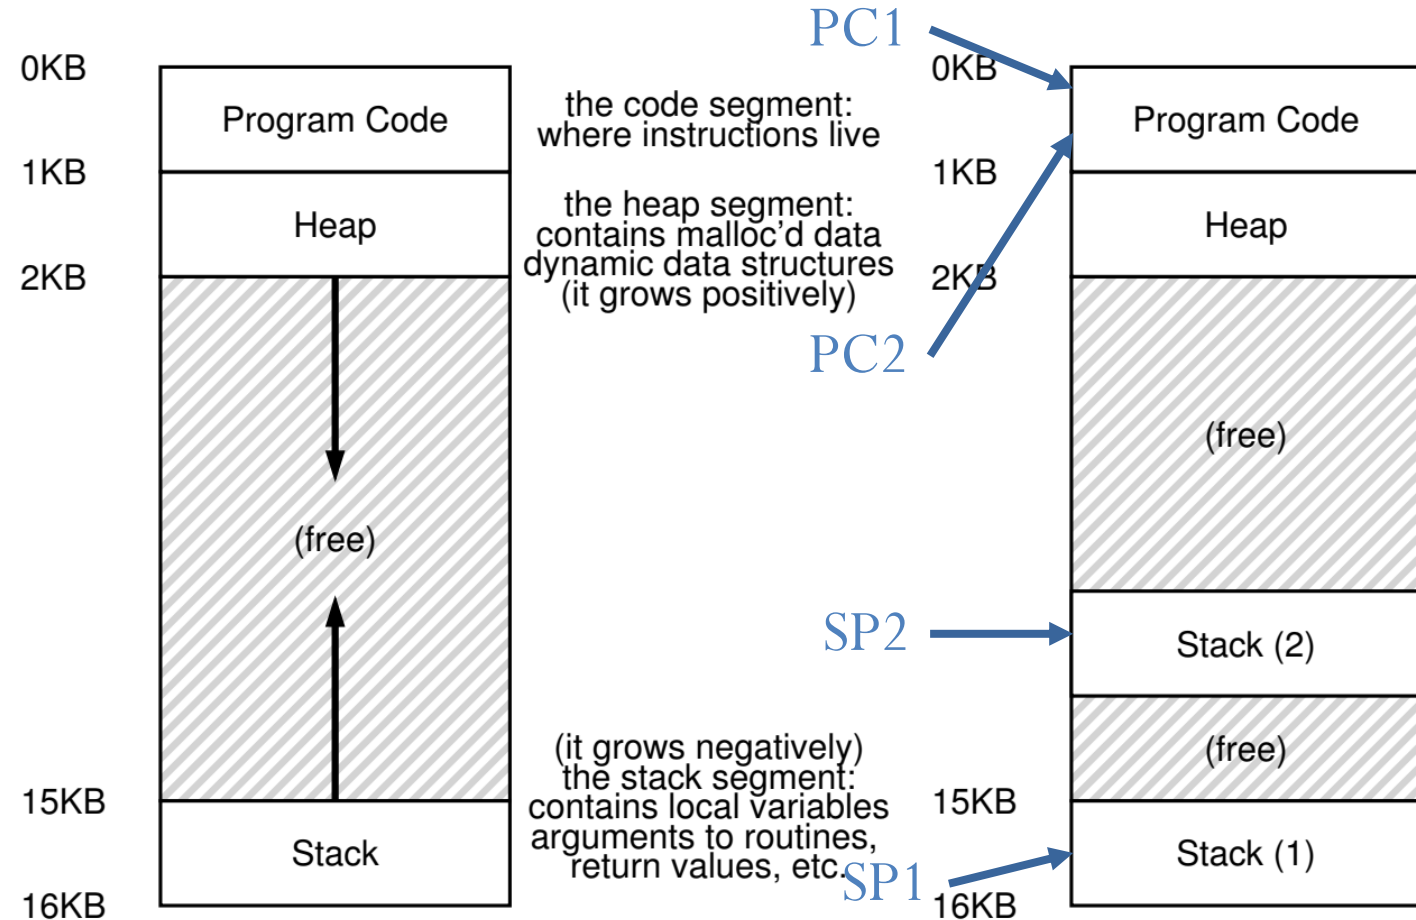 0KB
Program Code
1KB
Heap
2KB
(free)
15KB
Stack
16KB
the code segment:
where instructions live
the heap segment:
contains malloc’d data
dynamic data structures
(it grows positively)
(it grows negatively)
the stack segment:
contains local variables
arguments to routines,
return values, etc.
PC1
PC2
SP2
SP1
0KB
Program Code
1KB
Heap
2KB
(free)
Stack (2)
(free)
15KB
Stack (1)
16KB